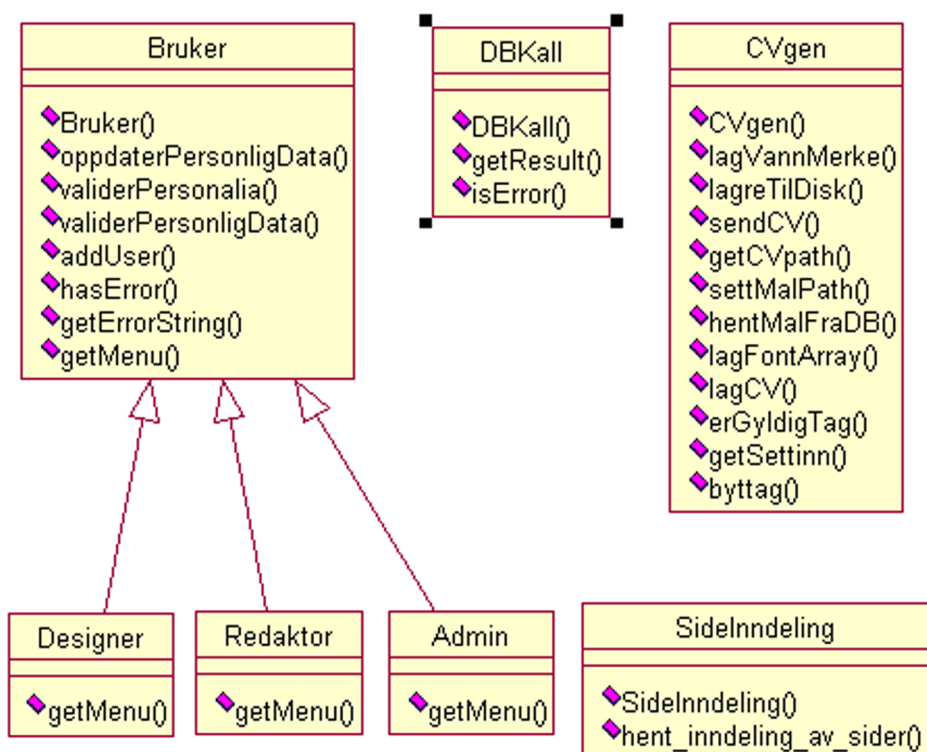 Bruker
Bruker()
oppdaterPersonligData()
validerPersonalia()
validerPersonligData()
addUser()
hasError()
getErrorString()
getMenu()
DBKall
DBKall()
getResult()
isError()
CVgen
CVgen()
lagVannMerke()
lagreTilDisk()
sendCV()
getCVpath()
settMalPath()
hentMalFraDB()
lagFontArray()
lagCV()
erGyldigTag()
getSettinn()
byttag()
Designer
getMenu()
Redaktor
getMenu()
Admin
getMenu()
SideInndeling
SideInndeling()
hent_inndeling_av_sider()